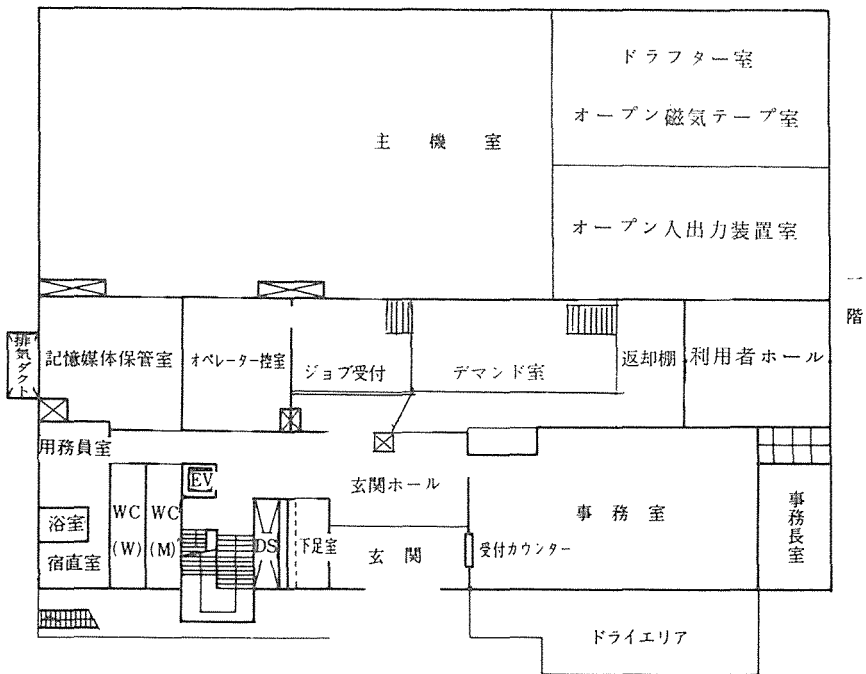 ドラフター室
オープン磁気テープ室
主機室
オープン入出力装置室
一階
排気ダクト
記憶媒体保管室
オペレーター控室
ジョブ受付
デマンド室
返却棚
利用者ホール
用務員室
EV
玄関ホール
浴室
WC
(W)
WC
(M)
事務室
事務長室
宿直室
DS
下足室
玄関
受付カウンター
ドライエリア